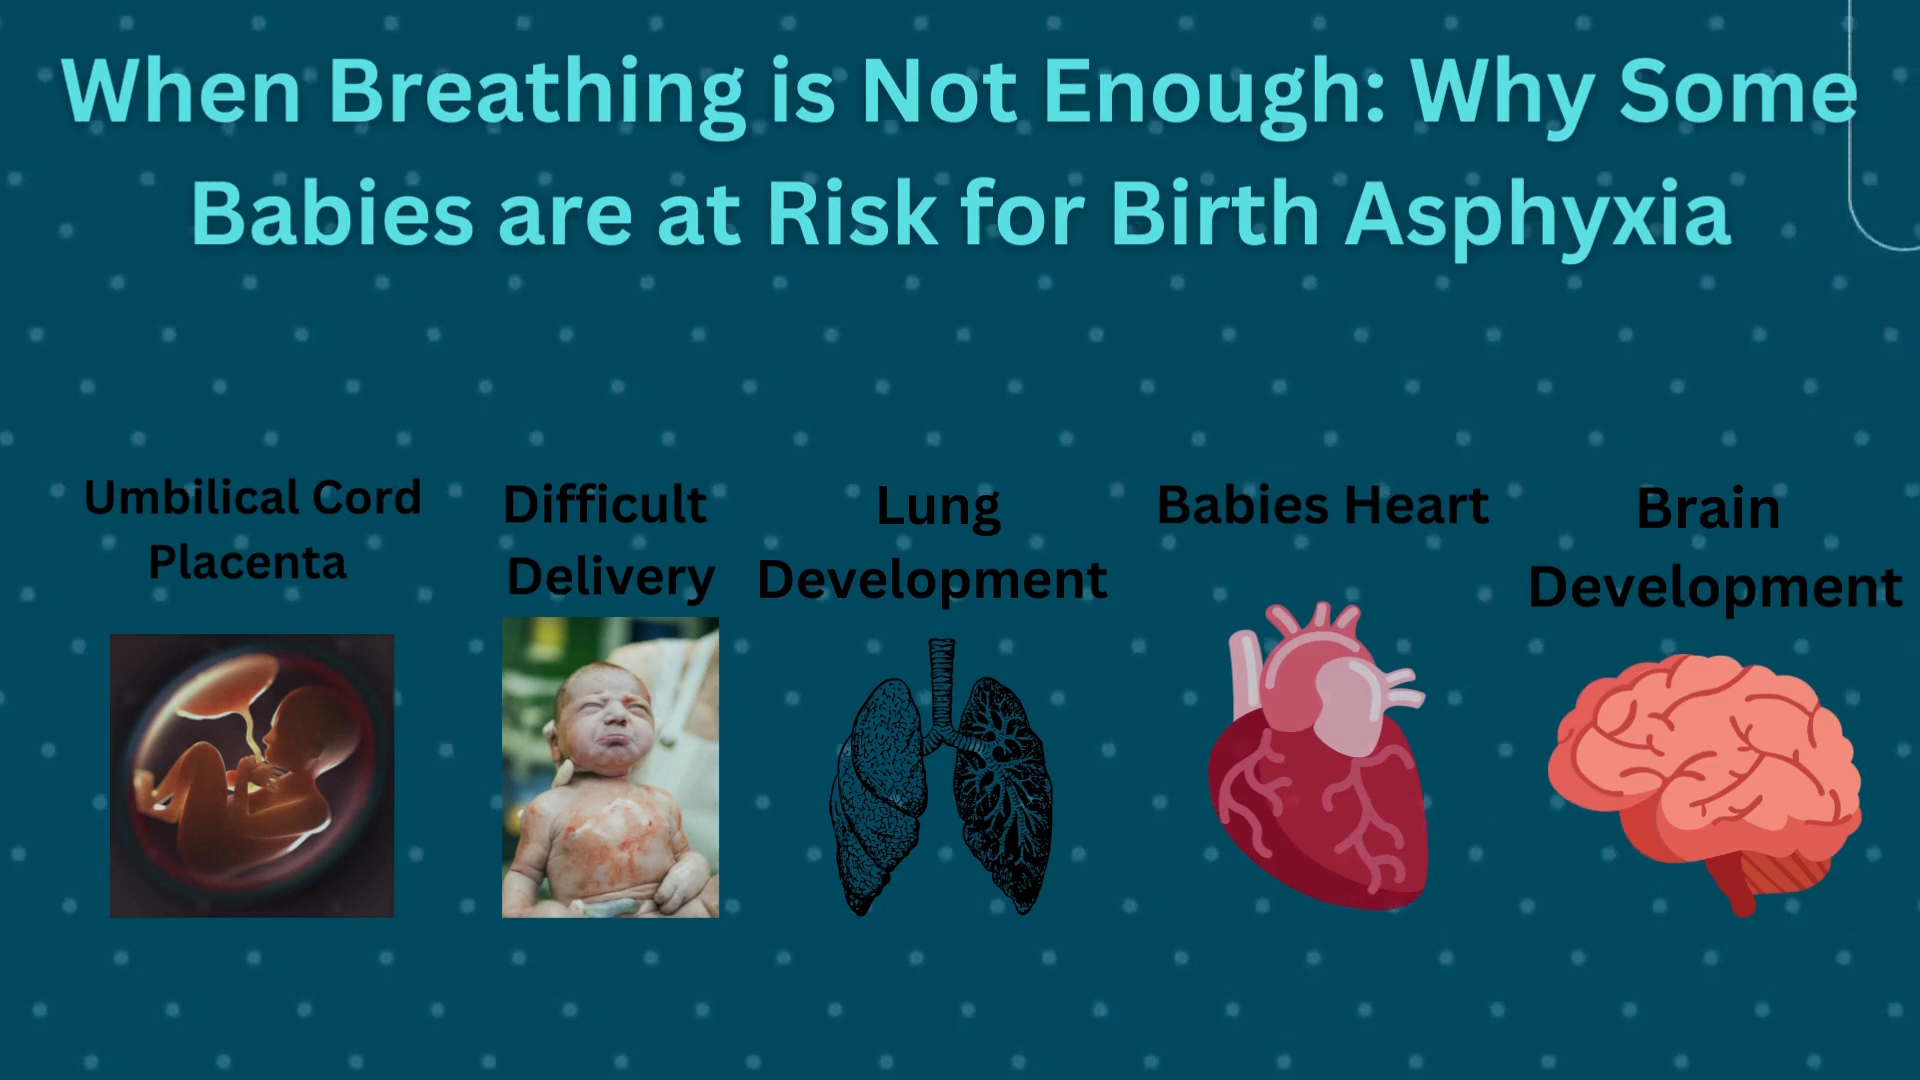 When Breathing is Not Enough: Why Some
Babies are at Risk for Birth Asphyxia
Umbilical Cord
Placenta
Difficult
Delivery
Lung
Development
Babies Heart
Brain
Development